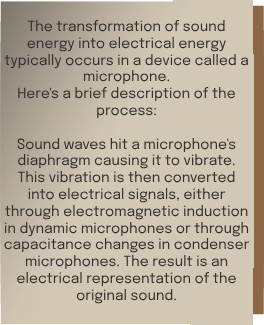 The transformation of sound
energy into electrical energy
typically occurs in a device called a
microphone.
Here's a brief description of the
process:
Sound waves hit a microphone's
diaphragm causing it to vibrate.
This vibration is then converted
into electrical signals, either
through electromagnetic induction
in dynamic microphones or through
capacitance changes in condenser
microphones. The result is an
electrical representation of the
original sound.